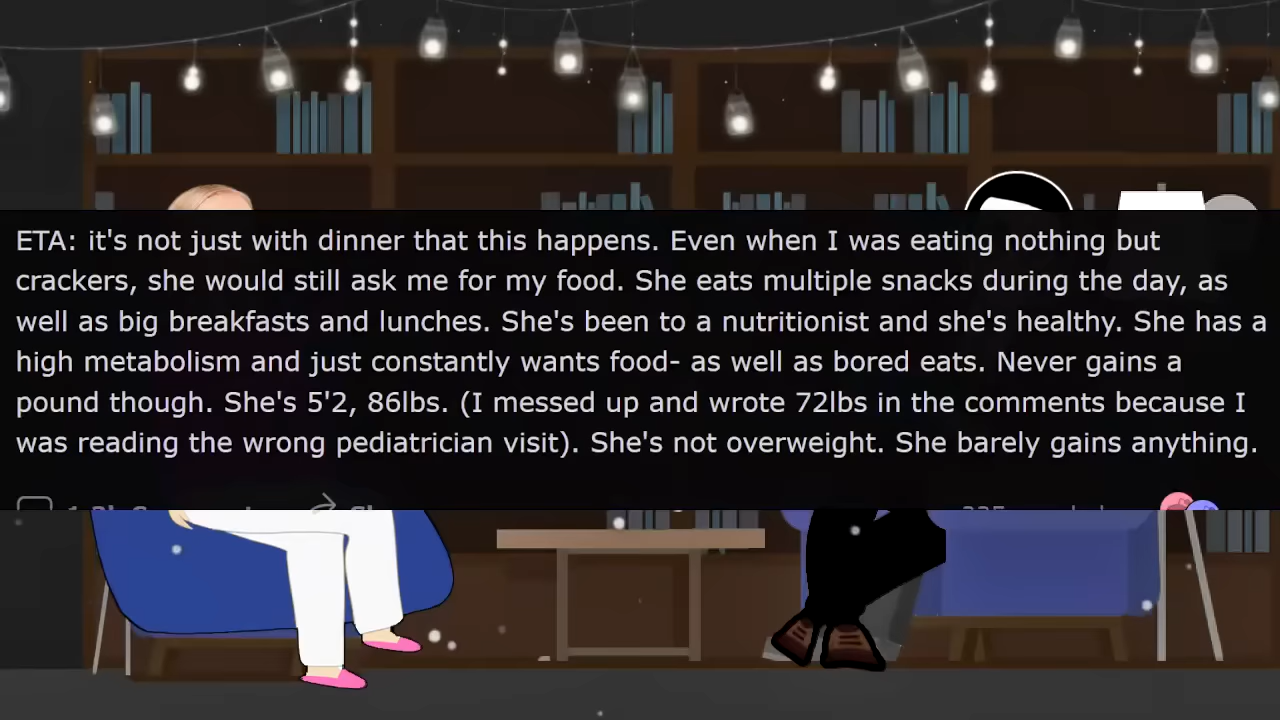 ETA: it's not just with dinner that this happens. Even when I was eating nothing but
crackers, she would still ask me for my food. She eats multiple snacks during the day, as
well as big breakfasts and lunches. She's been to a nutritionist and she's healthy. She has a
high metabolism and just constantly wants food- as well as bored eats. Never gains a
pound though. She's 5'2, 86lbs. (I messed up and wrote 72lbs in the comments because I
was reading the wrong pediatrician visit). She's not overweight. She barely gains anything.